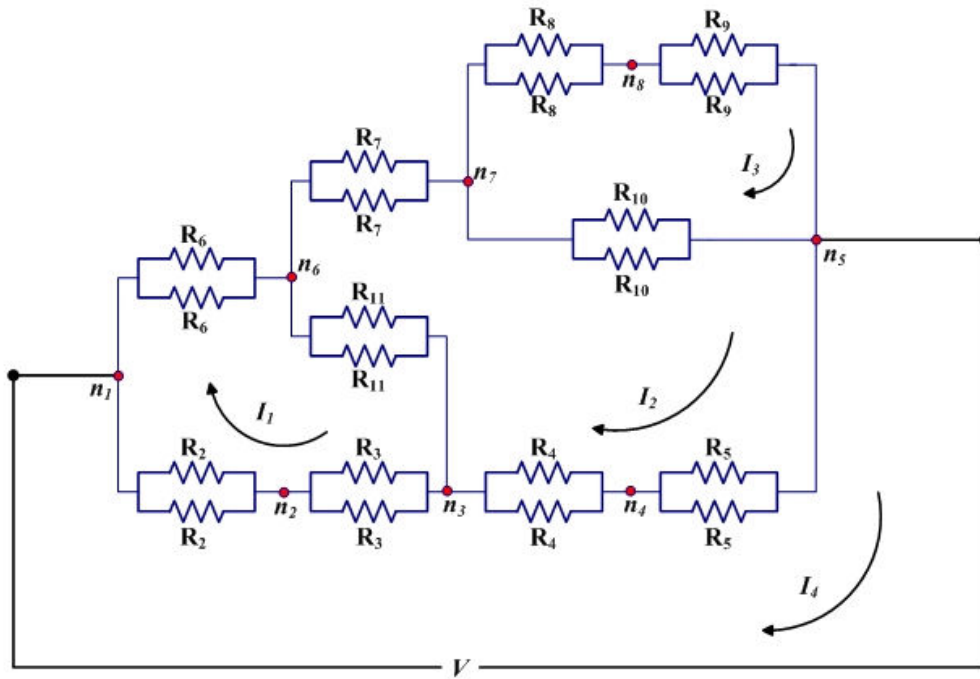 R8 R9
n8
R8 R9
R7
I3
n7
R10
R7
R6
n6
n5
R10
R11
R6
R11
n1
I2
I1
R2 R3 R4 R5
n2 n3 n4
R2 R3 R4 R5
I4
V